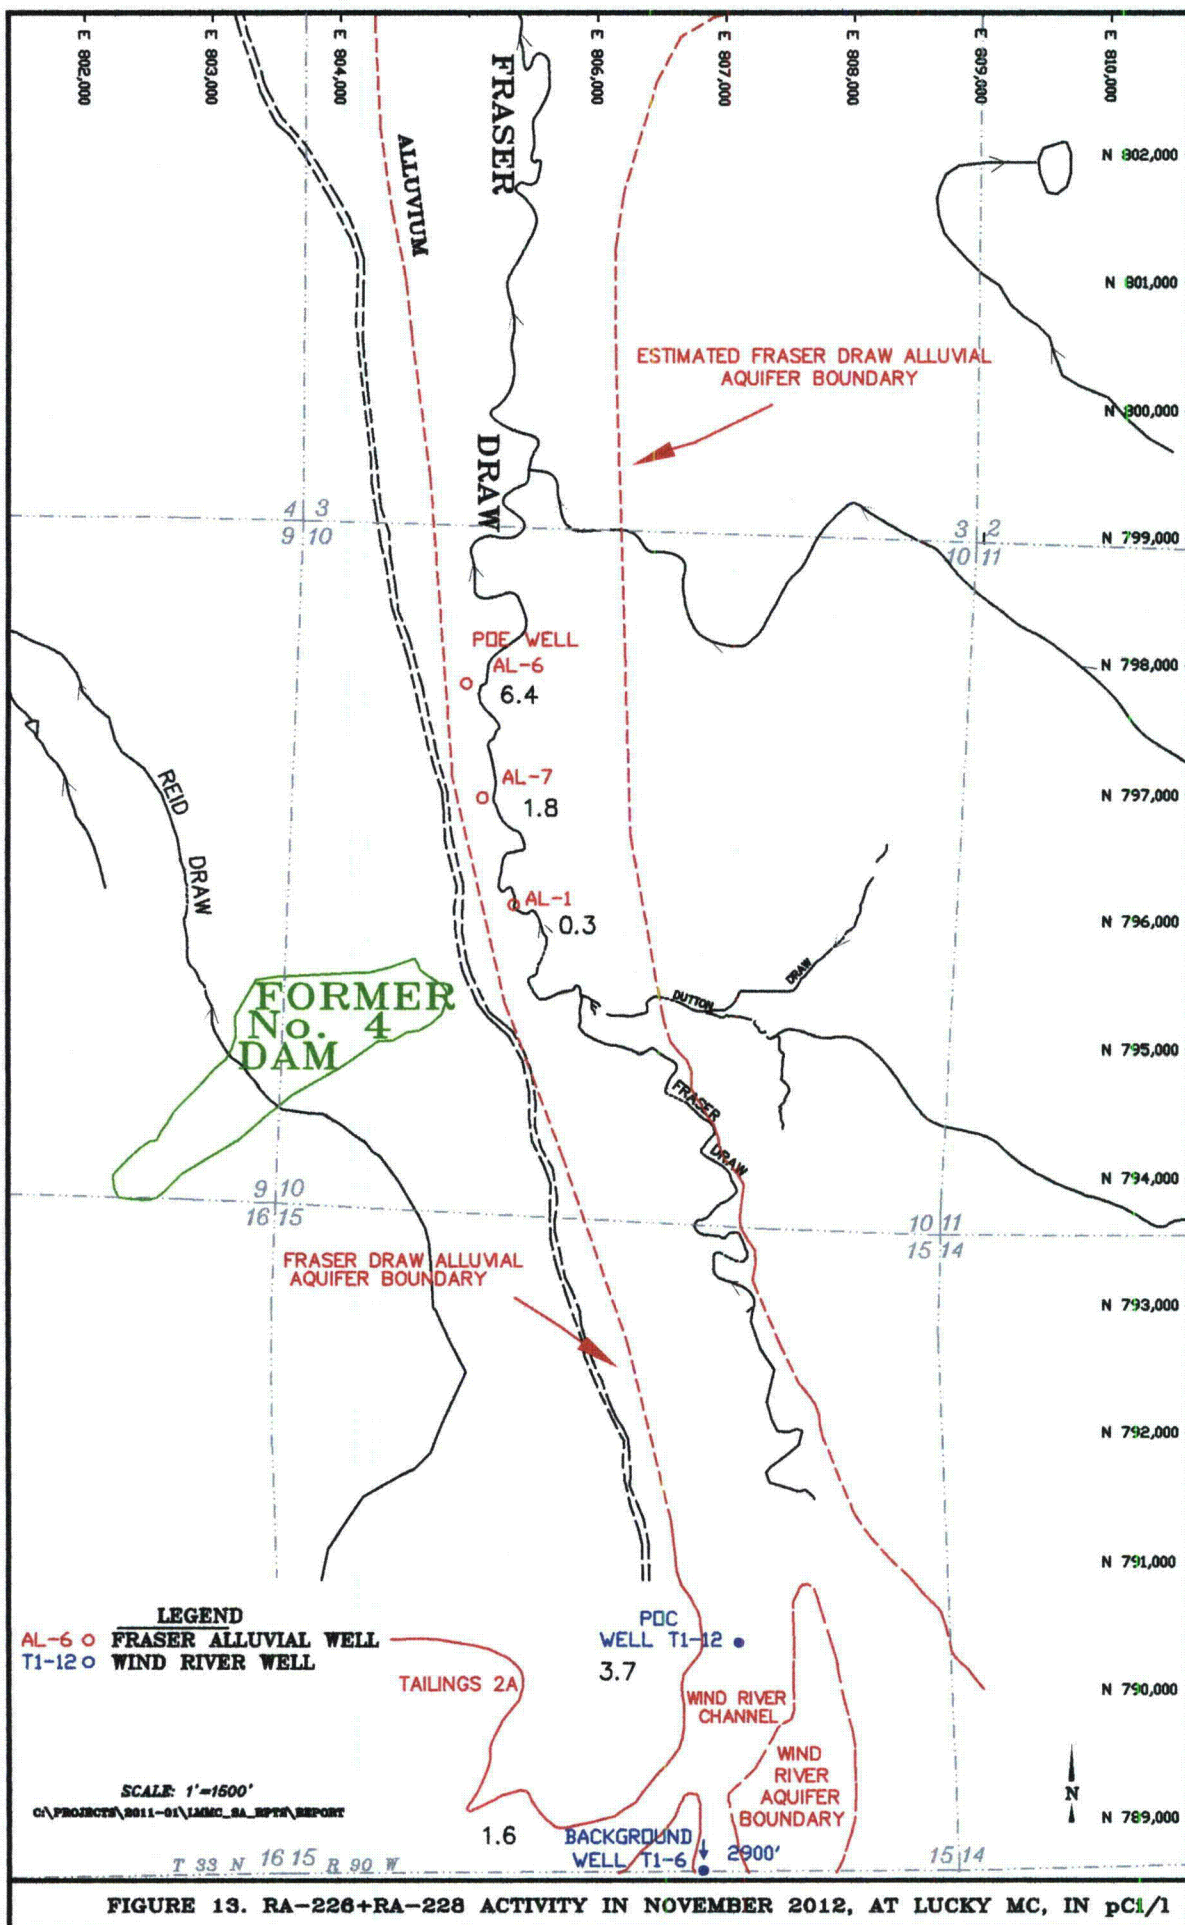 E 802,000
E 803,000
E 804,000
E 806,000
E 807,000
E 808,000
E 809,000
E 810,000
FRASER
ALLUVIUM
N 802,000
N 801,000
ESTIMATED FRASER DRAW ALLUVIAL
AQUIFER BOUNDARY
N 800,000
DRAW
4 3
9 10
3 2
10 11
N 799,000
POE WELL
AL-6
6.4
N 798,000
REID
DRAW
AL-7
1.8
N 797,000
AL-1
0.3
N 796,000
DRAW
DUTTON
FORMER
No. 4
DAM
N 795,000
FRASER
DRAW
N 794,000
9 10
16 15
10 11
15 14
FRASER DRAW ALLUVIAL
AQUIFER BOUNDARY
N 793,000
N 792,000
N 791,000
LEGEND
AL-6 FRASER ALLUVIAL WELL
T1-12 WIND RIVER WELL
POC
WELL T1-12
3.7
TAILINGS 2A
N 790,000
WIND RIVER
CHANNEL
WIND
RIVER
AQUIFER
BOUNDARY
N
SCALE: 1"=1600'
C:\PROJECTS\2011-01\LMMC_SA_RPTS\REPORT
N 789,000
1.6
BACKGROUND
WELL T1-6
2900'
T 33 N 16 15 R 90 W
15 14
FIGURE 13. RA-226+RA-228 ACTIVITY IN NOVEMBER 2012, AT LUCKY MC, IN pCi/l